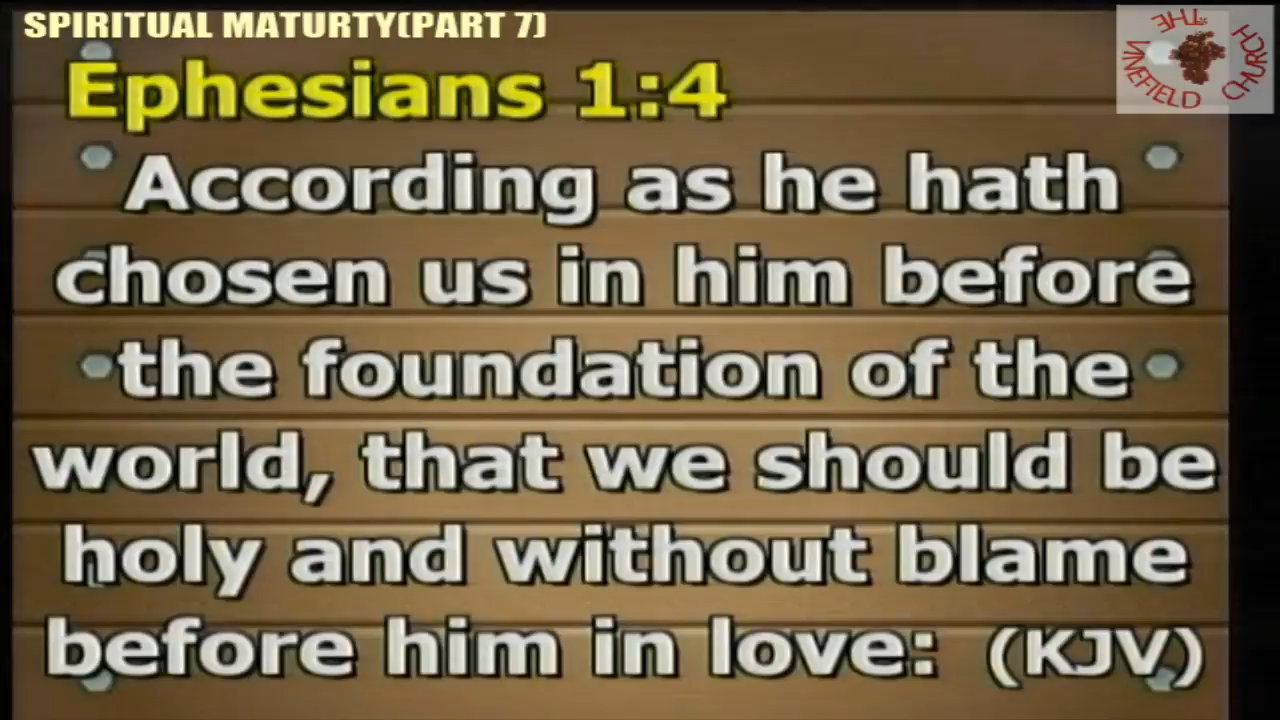 SPIRITUAL MATURTY(PART 7)
THE VINEFIELD CHURCH
Ephesians 1:4
According as he hath
chosen us in him before
the foundation of the
world, that we should be
holy and without blame
before him in love: (KJV)